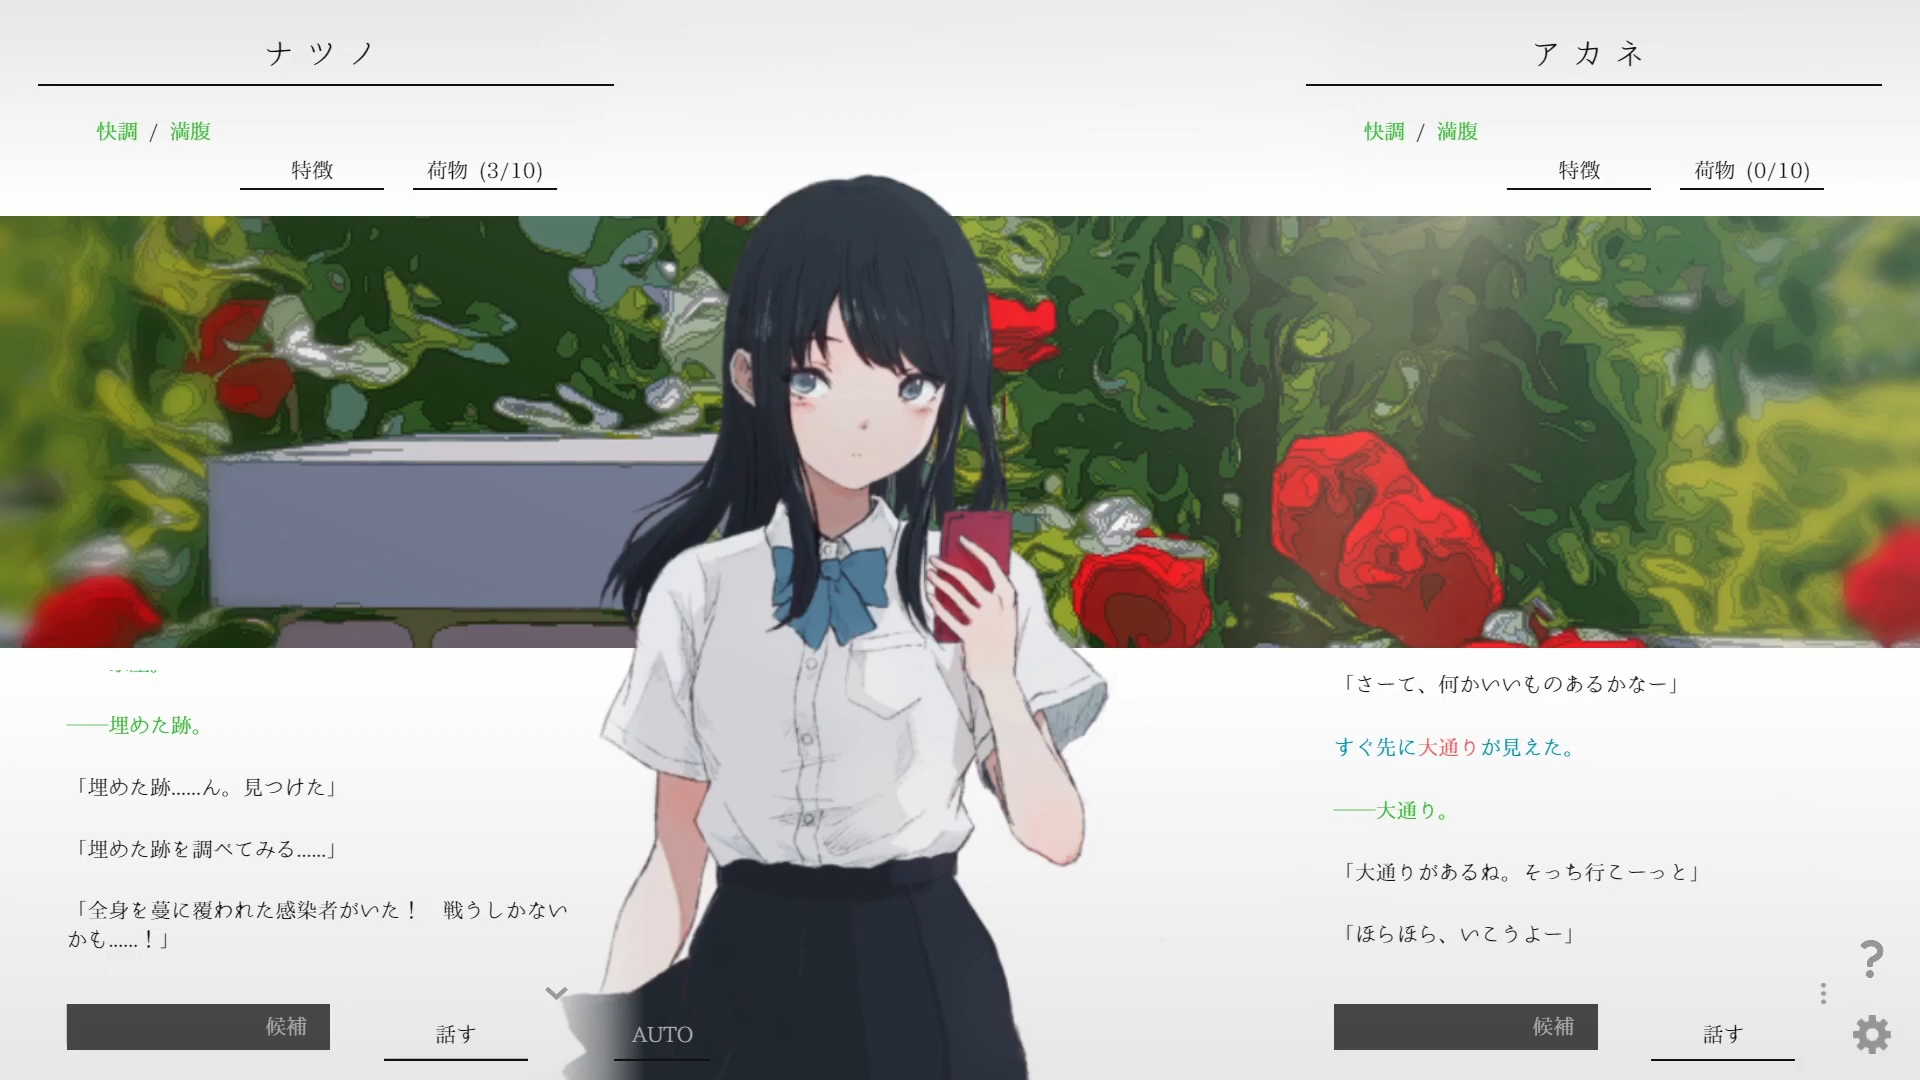 ナツノ
快調 / 満腹
特徴
荷物 (3/10)
アカネ
快調 / 満腹
特徴
荷物 (0/10)
――埋めた跡。
「埋めた跡……ん。見つけた」
「埋めた跡を調べてみる……」
「全身を蔓に覆われた感染者がいた！　戦うしかない
かも……！」
候補
話す
AUTO
「さーて、何かいいものあるかなー」
すぐ先に大通りが見えた。
――大通り。
「大通りがあるね。そっち行こーっと」
「ほらほら、いこうよー」
候補
話す
?